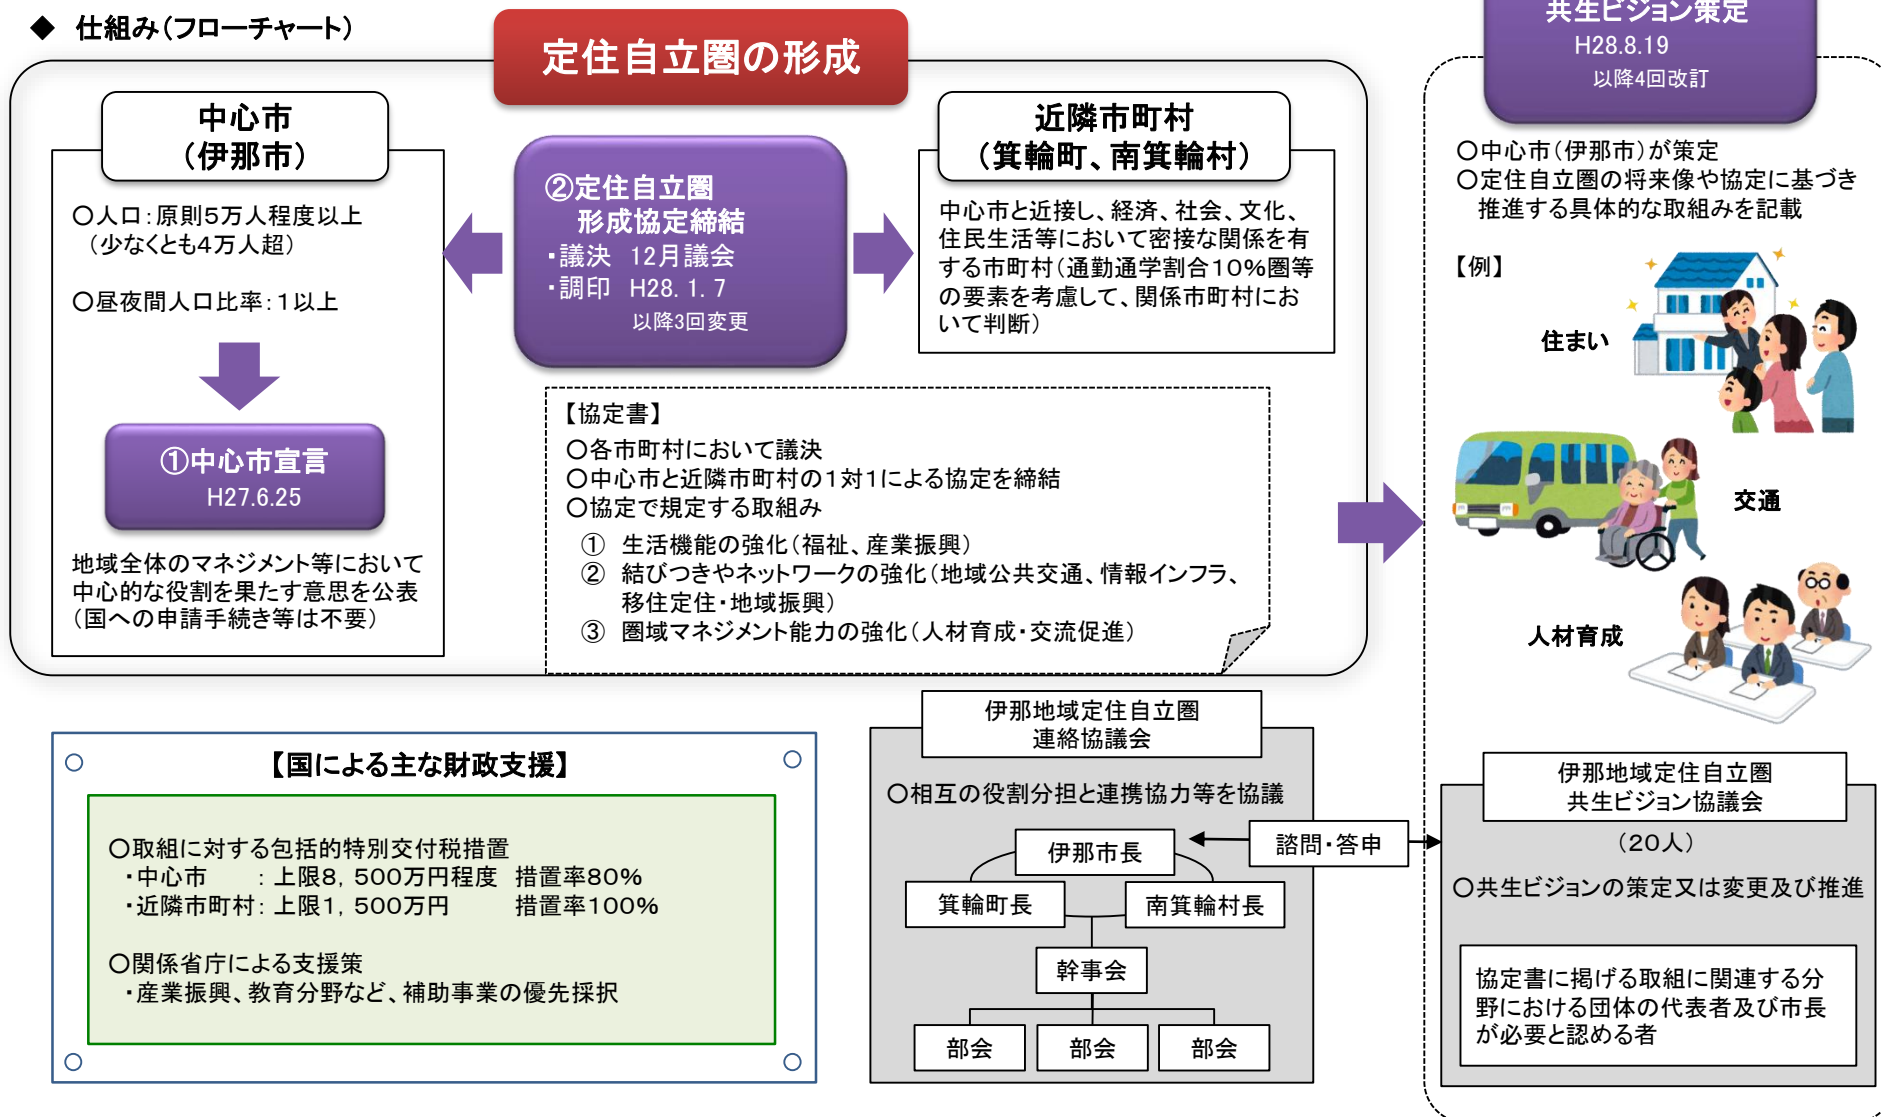 ◆ 仕組み(フローチャート)
定住自立圏の形成
中心市
(伊那市)
○人口:原則5万人程度以上
(少なくとも4万人超)
○昼夜間人口比率:1以上
①中心市宣言
H27.6.25
地域全体のマネジメント等において
中心的な役割を果たす意思を公表
(国への申請手続き等は不要)
②定住自立圏
形成協定締結
・議決 12月議会
・調印 H28.1.7
以降3回変更
近隣市町村
(箕輪町、南箕輪村)
中心市と近接し、経済、社会、文化、
住民生活等において密接な関係を有
する市町村(通勤通学割合10%圏等
の要素を考慮して、関係市町村にお
いて判断)
【協定書】
○各市町村において議決
○中心市と近隣市町村の1対1による協定を締結
○協定で規定する取組み
① 生活機能の強化(福祉、産業振興)
② 結びつきやネットワークの強化(地域公共交通、情報インフラ、
移住定住・地域振興)
③ 圏域マネジメント能力の強化(人材育成・交流促進)
共生ビジョン策定
H28.8.19
以降4回改訂
○中心市(伊那市)が策定
○定住自立圏の将来像や協定に基づき
推進する具体的な取組みを記載
【例】
住まい
交通
人材育成
【国による主な財政支援】
○取組に対する包括的特別交付税措置
・中心市 :上限8,500万円程度 措置率80%
・近隣市町村:上限1,500万円 措置率100%
○関係省庁による支援策
・産業振興、教育分野など、補助事業の優先採択
伊那地域定住自立圏
連絡協議会
○相互の役割分担と連携協力等を協議
伊那市長
箕輪町長
南箕輪村長
幹事会
部会
部会
部会
諮問・答申
伊那地域定住自立圏
共生ビジョン協議会
(20人)
○共生ビジョンの策定又は変更及び推進
協定書に掲げる取組に関連する分
野における団体の代表者及び市長
が必要と認める者